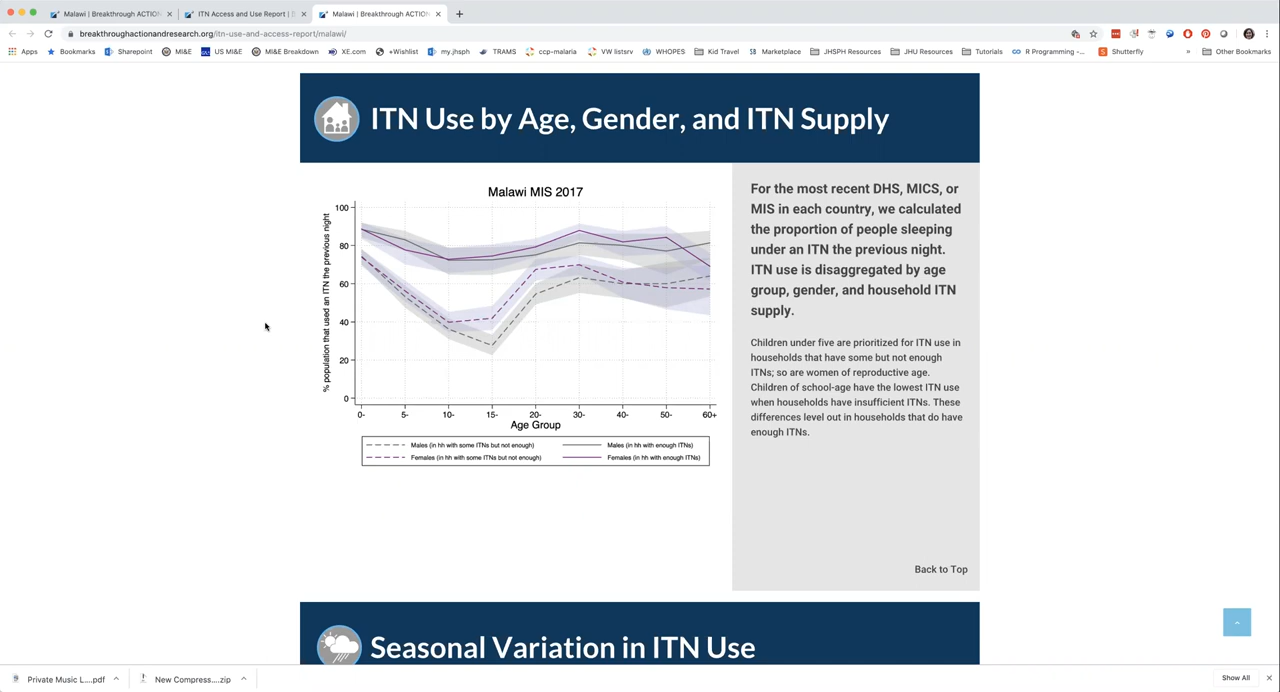 Malawi | Breakthrough ACTION
ITN Access and Use Report |
Malawi | Breakthrough ACTION
breakthroughactionandresearch.org/itn-use-and-access-report/malawi/
Apps Bookmarks Sharepoint MI&E US MI&E MI&E Breakdown XE.com +Wishlist my.jhsph TRAMS ccp-malaria VW listsrv WHOPES Kid Travel Marketplace JHSPH Resources JHU Resources Tutorials R Programming -... Shutterfly » Other Bookmarks
ITN Use by Age, Gender, and ITN Supply
Malawi MIS 2017
% population that used an ITN the previous night
100
80
60
40
20
0
0- 5- 10- 15- 20- 30- 40- 50- 60+
Age Group
Males (in hh with some ITNs but not enough) Males (in hh with enough ITNs)
Females (in hh with some ITNs but not enough) Females (in hh with enough ITNs)
For the most recent DHS, MICS, or
MIS in each country, we calculated
the proportion of people sleeping
under an ITN the previous night.
ITN use is disaggregated by age
group, gender, and household ITN
supply.
Children under five are prioritized for ITN use in
households that have some but not enough
ITNs; so are women of reproductive age.
Children of school-age have the lowest ITN use
when households have insufficient ITNs. These
differences level out in households that do have
enough ITNs.
Back to Top
Seasonal Variation in ITN Use
Private Music L....pdf
New Compress....zip
Show All